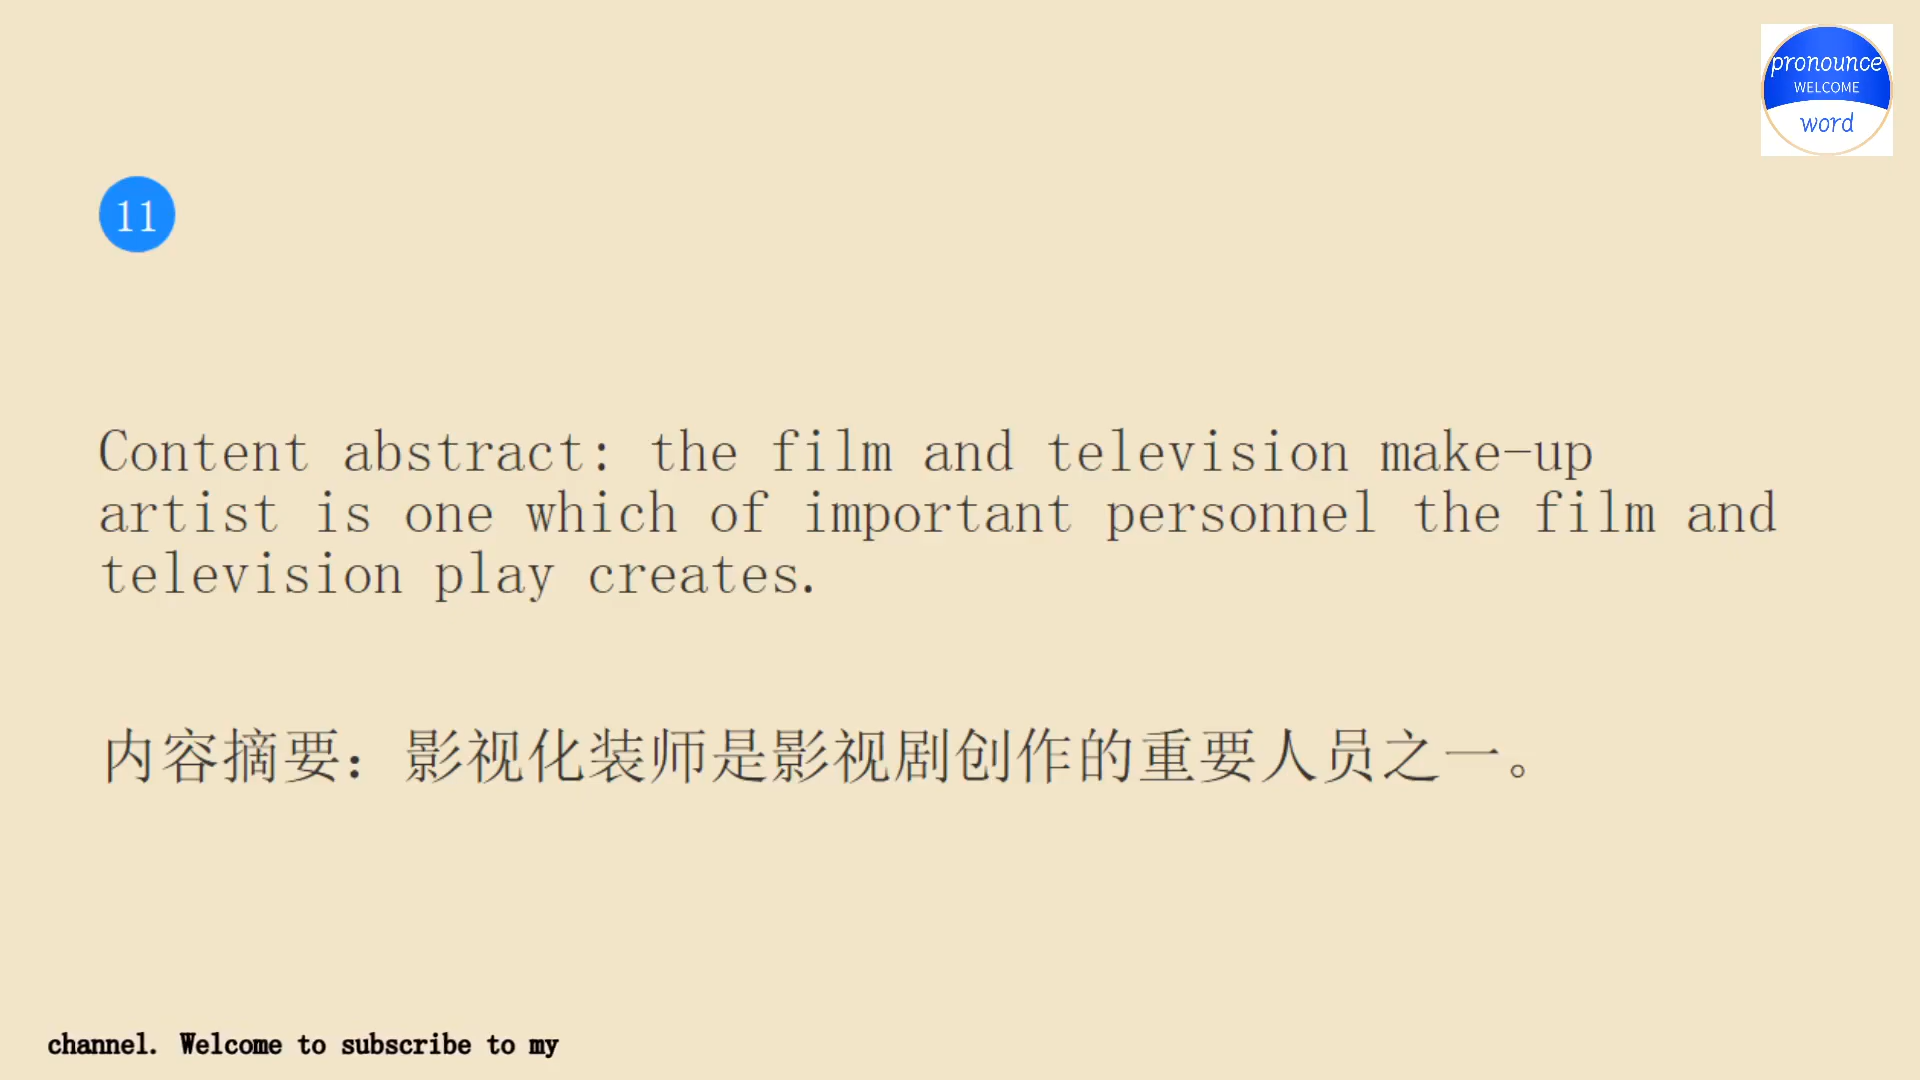 pronounce
WELCOME
word
11
Content abstract: the film and television make-up
artist is one which of important personnel the film and
television play creates.
内容摘要：影视化装师是影视剧创作的重要人员之一。
channel. Welcome to subscribe to my